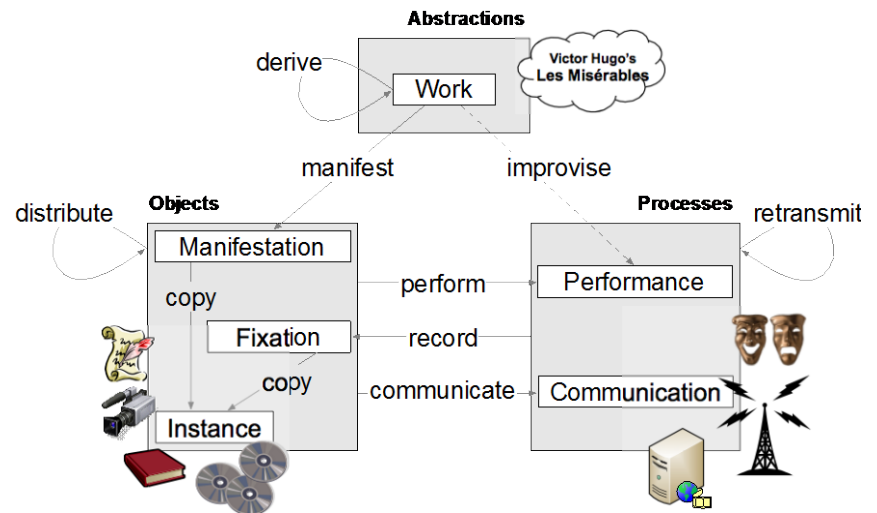 Abstractions
derive
Work
Victor Hugo's
Les Misérables
manifest
improvise
Objects
Processes
distribute
retransmit
Manifestation
perform
Performance
copy
Fixation
record
copy
communicate
Communication
Instance